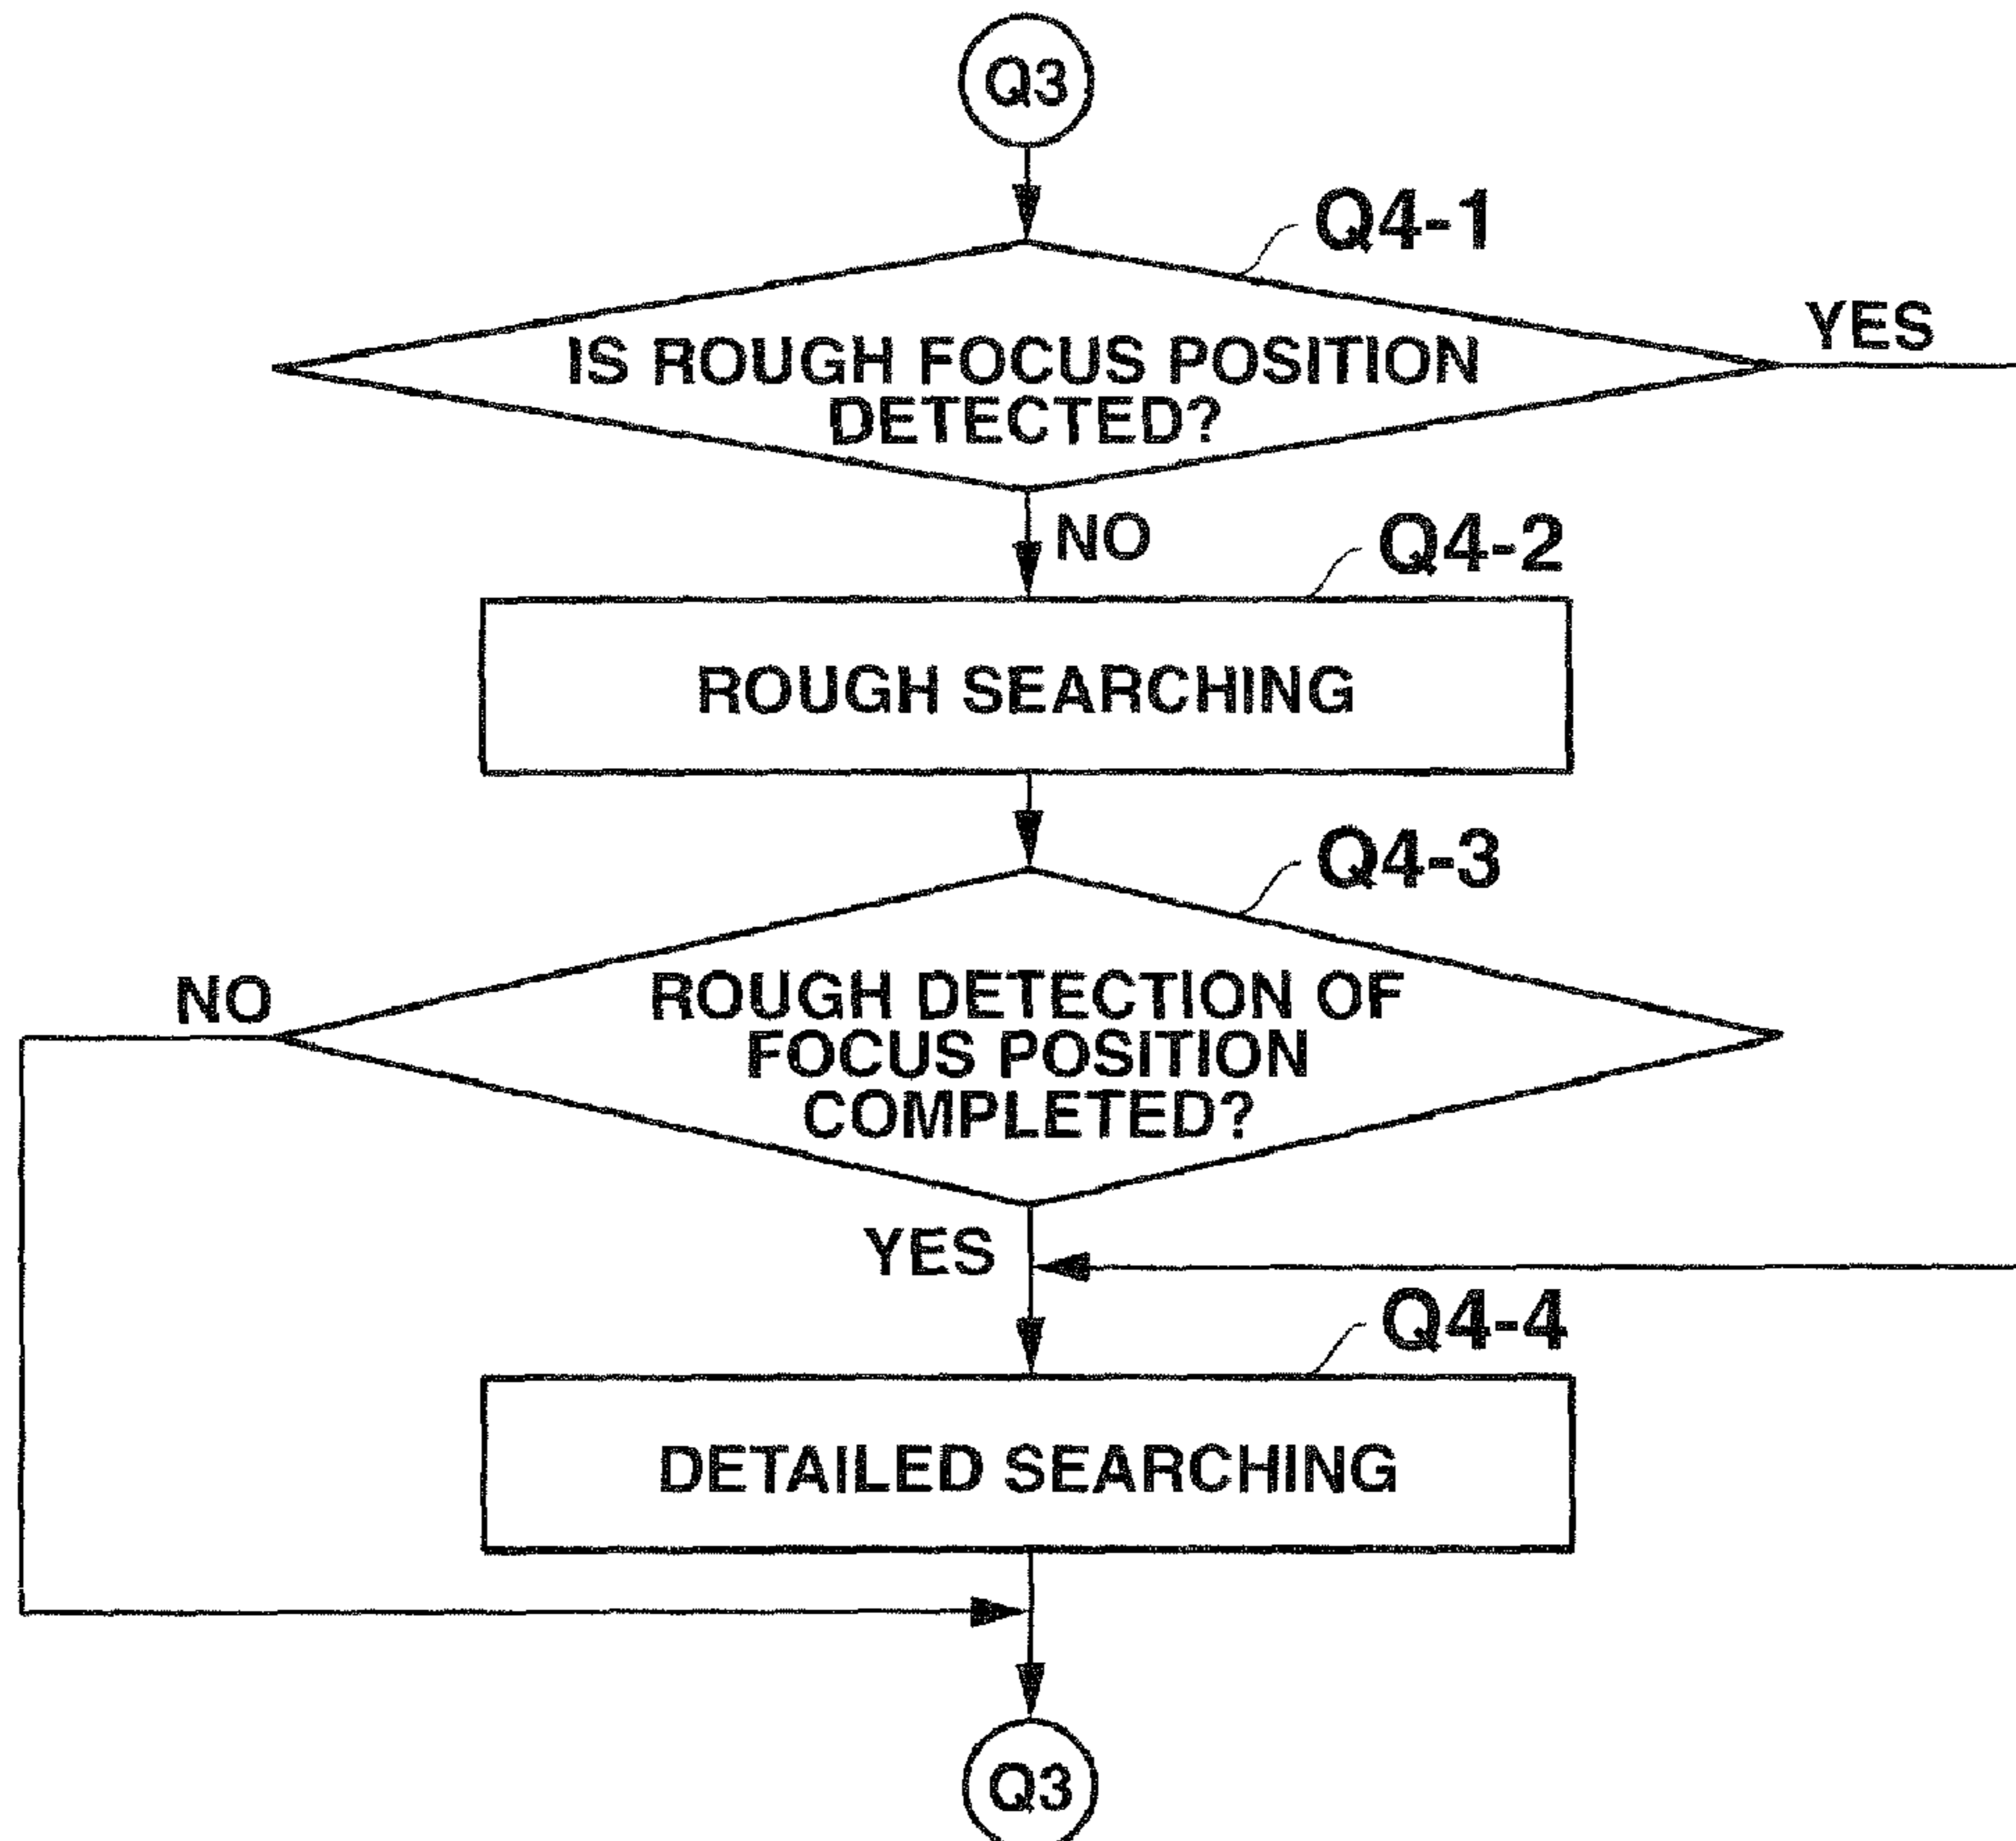 Q3
Q4-1
IS ROUGH FOCUS POSITION
DETECTED?
YES
NO
Q4-2
ROUGH SEARCHING
Q4-3
NO
ROUGH DETECTION OF
FOCUS POSITION
COMPLETED?
YES
Q4-4
DETAILED SEARCHING
Q3